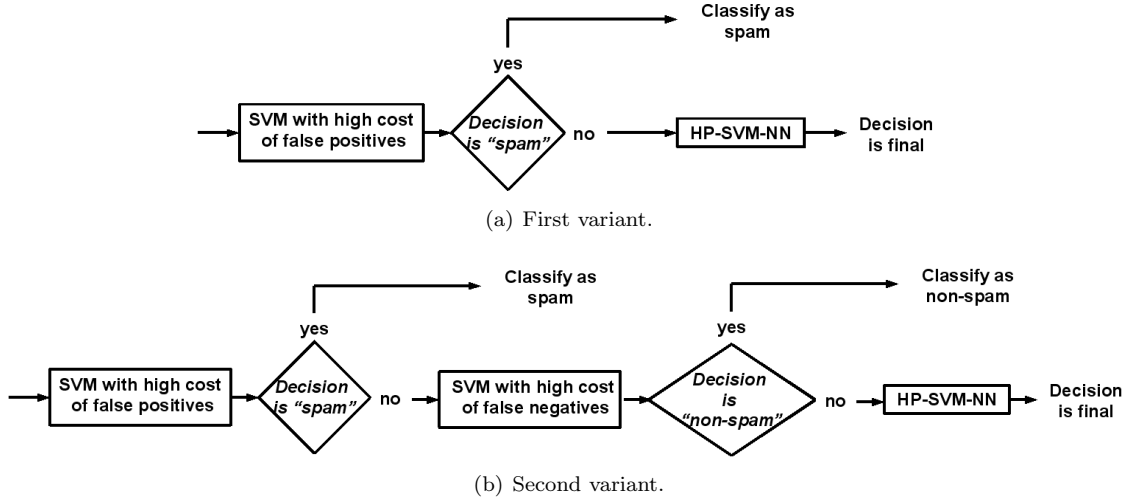 Classify as
spam
yes
SVM with high cost
of false positives
Decision
is "spam"
no
HP-SVM-NN
Decision
is final
(a) First variant.
Classify as
spam
Classify as
non-spam
yes
yes
SVM with high cost
of false positives
Decision
is “spam”
no
SVM with high cost
of false negatives
Decision
is
“non-spam”
no
HP-SVM-NN
Decision
is final
(b) Second variant.